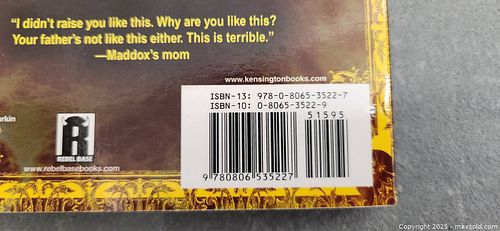 “I didn't raise you like this. Why are you like this?
Your father's not like this either. This is terrible.”
—Maddox's mom
www.kensingtonbooks.com
ISBN-13: 978-0-8065-3522-7
ISBN-10: 0-8065-3522-9
51595
9 780806 535227
R
REBEL BASE
www.rebelbasebooks.com
Copyright 2025 - maxsold.com